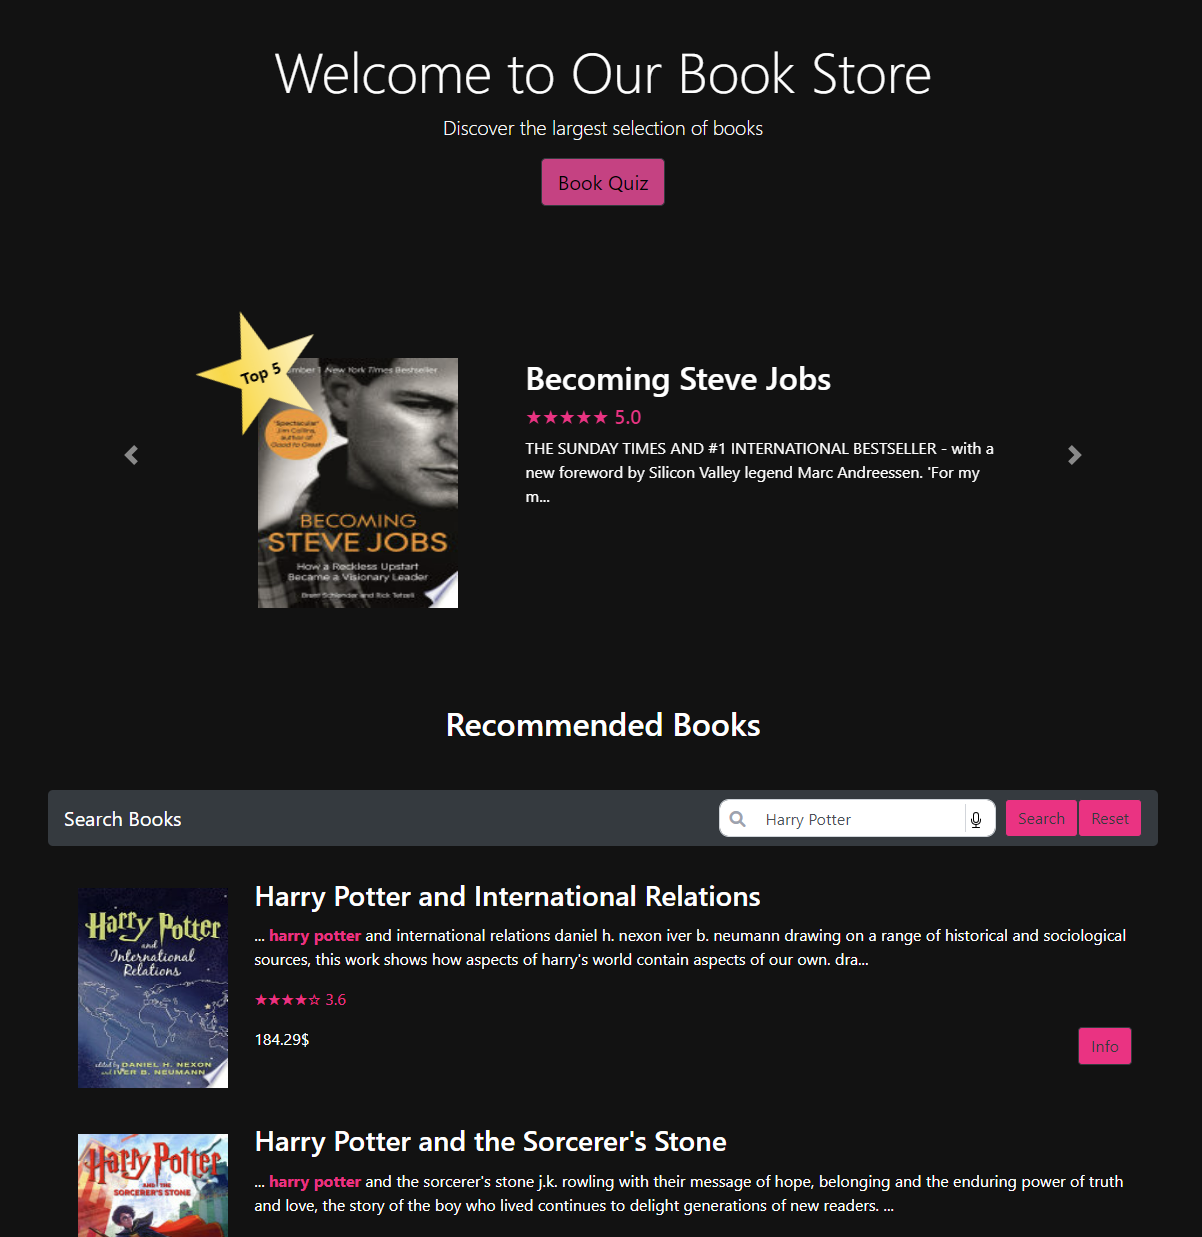 Welcome to Our Book Store
Discover the largest selection of books
Book Quiz
Top 5
Number 1 New York Times Bestseller
"Spectacular"
Jim Collins,
author of
Good to Great
BECOMING
STEVE JOBS
How a Reckless Upstart
Became a Visionary Leader
Brent Schlender and Rick Tetzeli
Becoming Steve Jobs
★★★★★ 5.0
THE SUNDAY TIMES AND #1 INTERNATIONAL BESTSELLER - with a
new foreword by Silicon Valley legend Marc Andreessen. 'For my
m...
Recommended Books
Search Books
Harry Potter
Search
Reset
Harry Potter
and
International
Relations
edited by DANIEL H. NEXON
and IVER B. NEUMANN
Harry Potter and International Relations
... harry potter and international relations daniel h. nexon iver b. neumann drawing on a range of historical and sociological
sources, this work shows how aspects of harry's world contain aspects of our own. dra...
★★★★☆ 3.6
184.29$
Info
Harry Potter
AND THE
SORCERER'S STONE
Harry Potter and the Sorcerer's Stone
... harry potter and the sorcerer's stone j.k. rowling with their message of hope, belonging and the enduring power of truth
and love, the story of the boy who lived continues to delight generations of new readers. ...